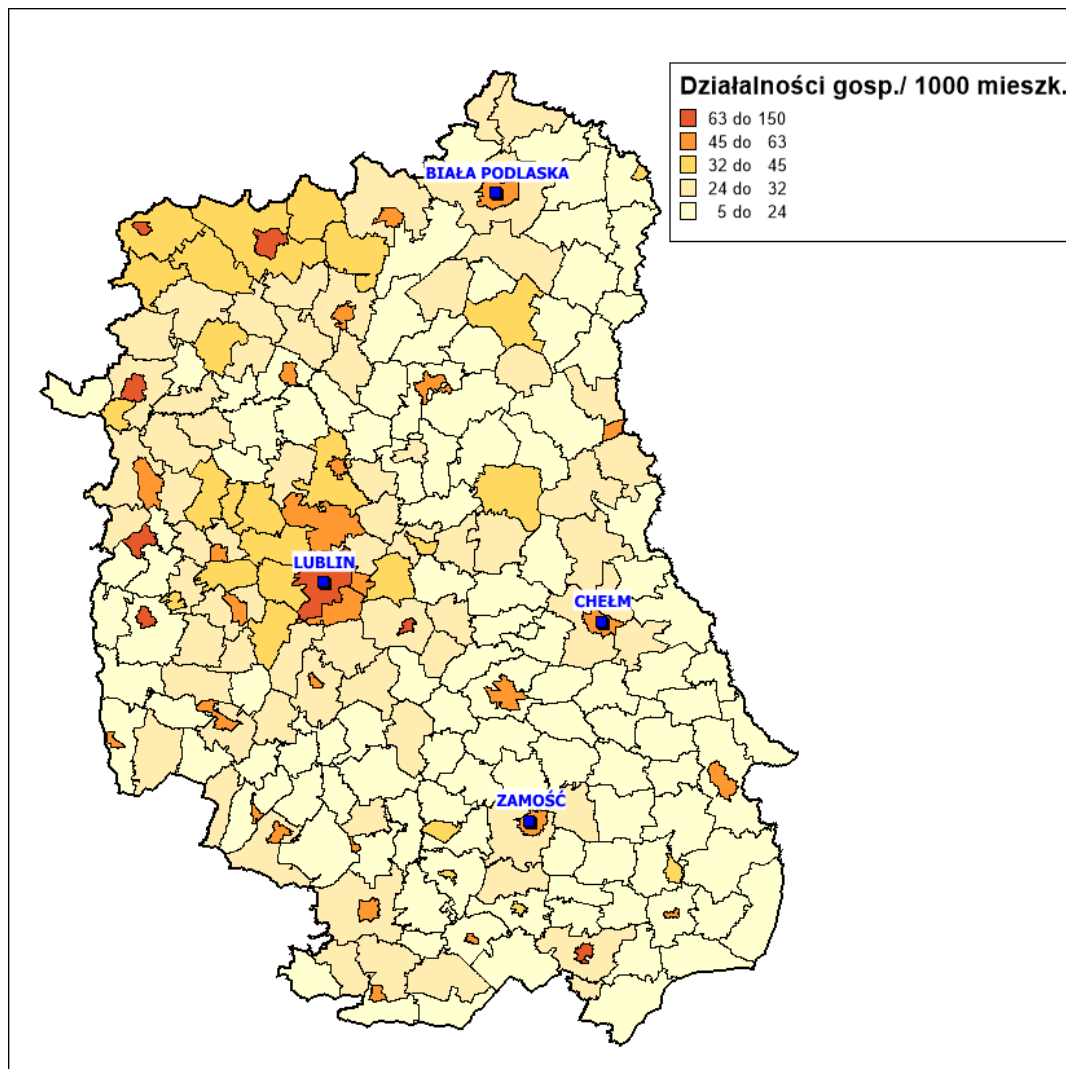 Działalności gosp./ 1000 mieszk.
63 do 150
45 do 63
32 do 45
24 do 32
5 do 24
BIAŁA PODLASKA
LUBLIN
CHEŁM
ZAMOŚĆ